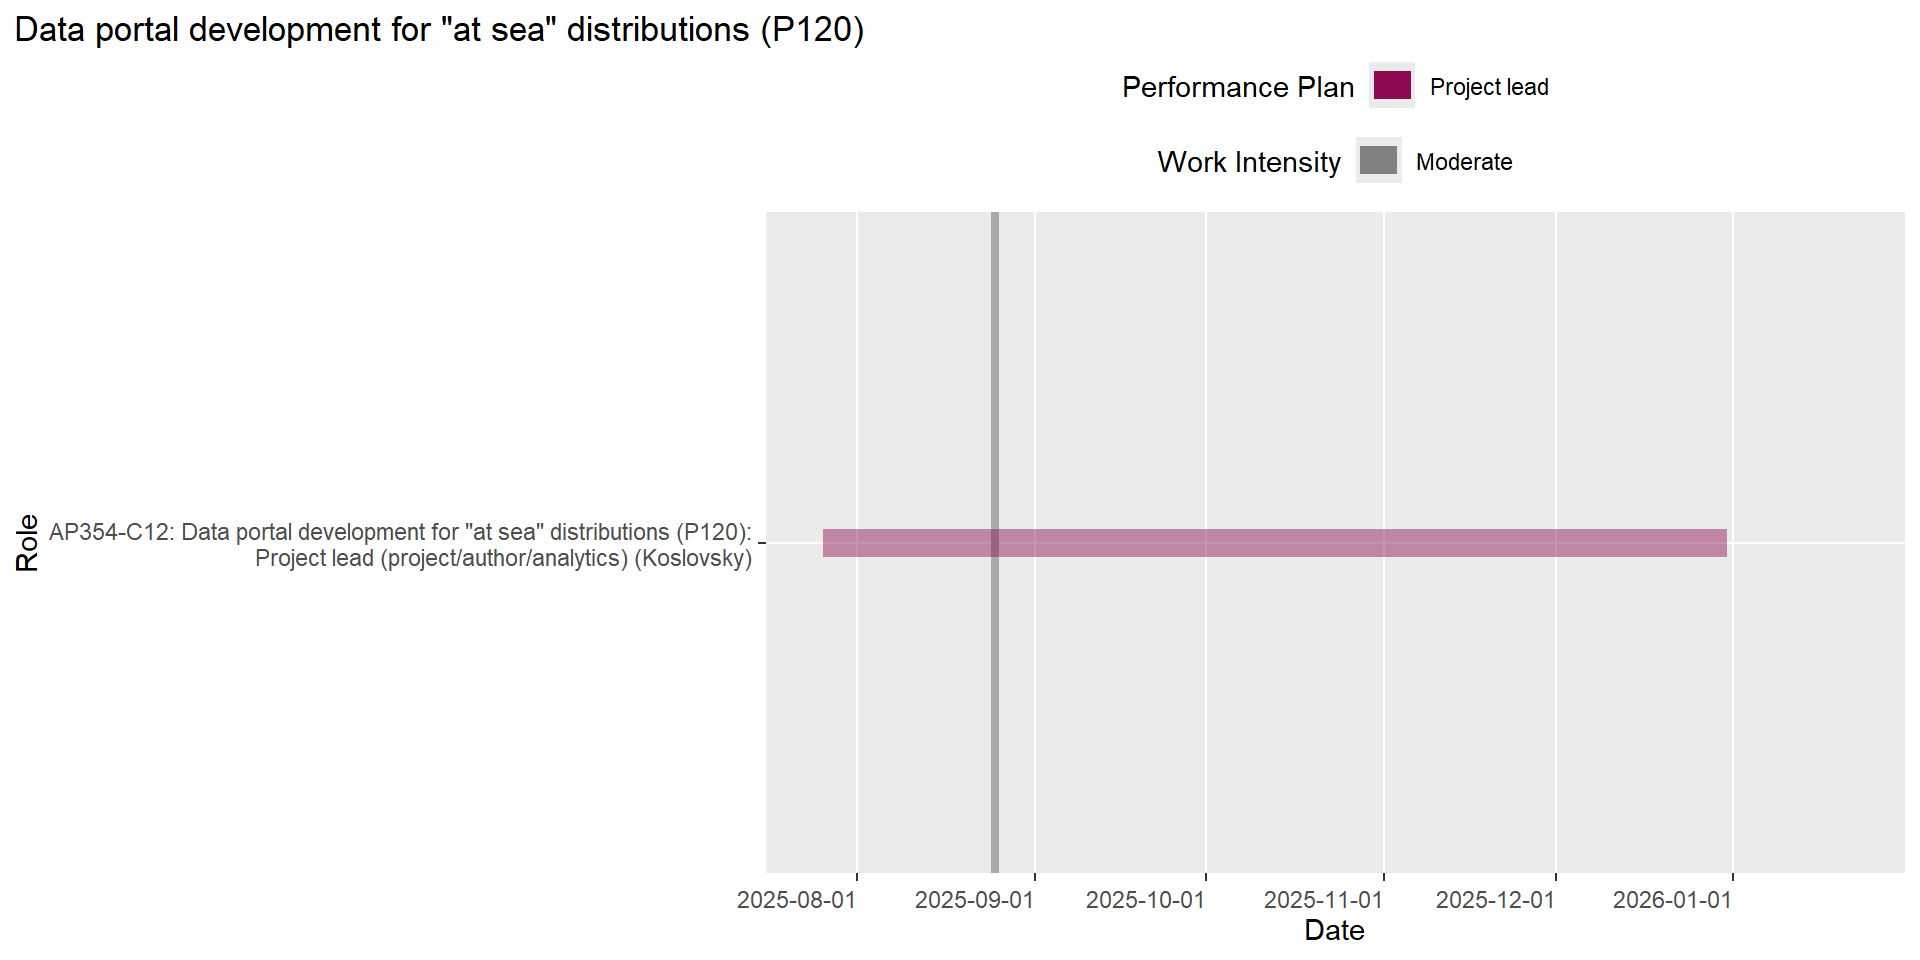 Data portal development for "at sea" distributions (P120)
Performance Plan
Project lead
Work Intensity
Moderate
Role
AP354-C12: Data portal development for "at sea" distributions (P120):
Project lead (project/author/analytics) (Koslovsky)
2025-08-01
2025-09-01
2025-10-01
2025-11-01
2025-12-01
2026-01-01
Date